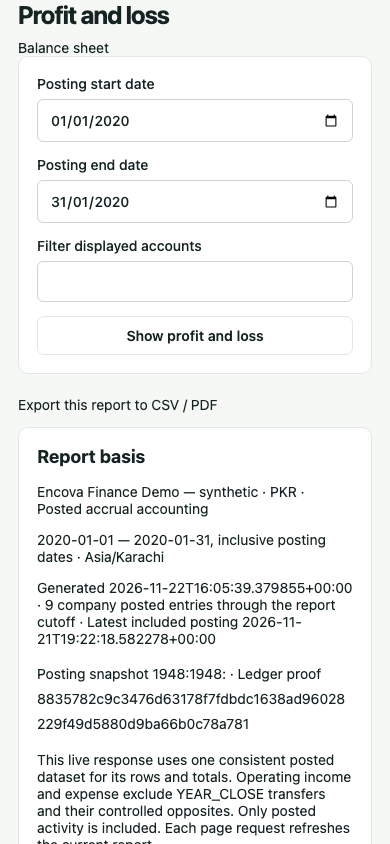 Profit and loss
Balance sheet
Posting start date
01/01/2020
Posting end date
31/01/2020
Filter displayed accounts
Show profit and loss
Export this report to CSV / PDF
Report basis
Encova Finance Demo — synthetic · PKR ·
Posted accrual accounting
2020-01-01 — 2020-01-31, inclusive posting
dates · Asia/Karachi
Generated 2026-11-22T16:05:39.379855+00:00
· 9 company posted entries through the report
cutoff · Latest included posting 2026-11-
21T19:22:18.582278+00:00
Posting snapshot 1948:1948: · Ledger proof
8835782c9c3476d63178f7fdbdc1638ad96028
229f49d5880d9ba66b0c78a781
This live response uses one consistent posted
dataset for its rows and totals. Operating income
and expense exclude YEAR_CLOSE transfers
and their controlled opposites. Only posted
activity is included. Each page request refreshes
the current report.